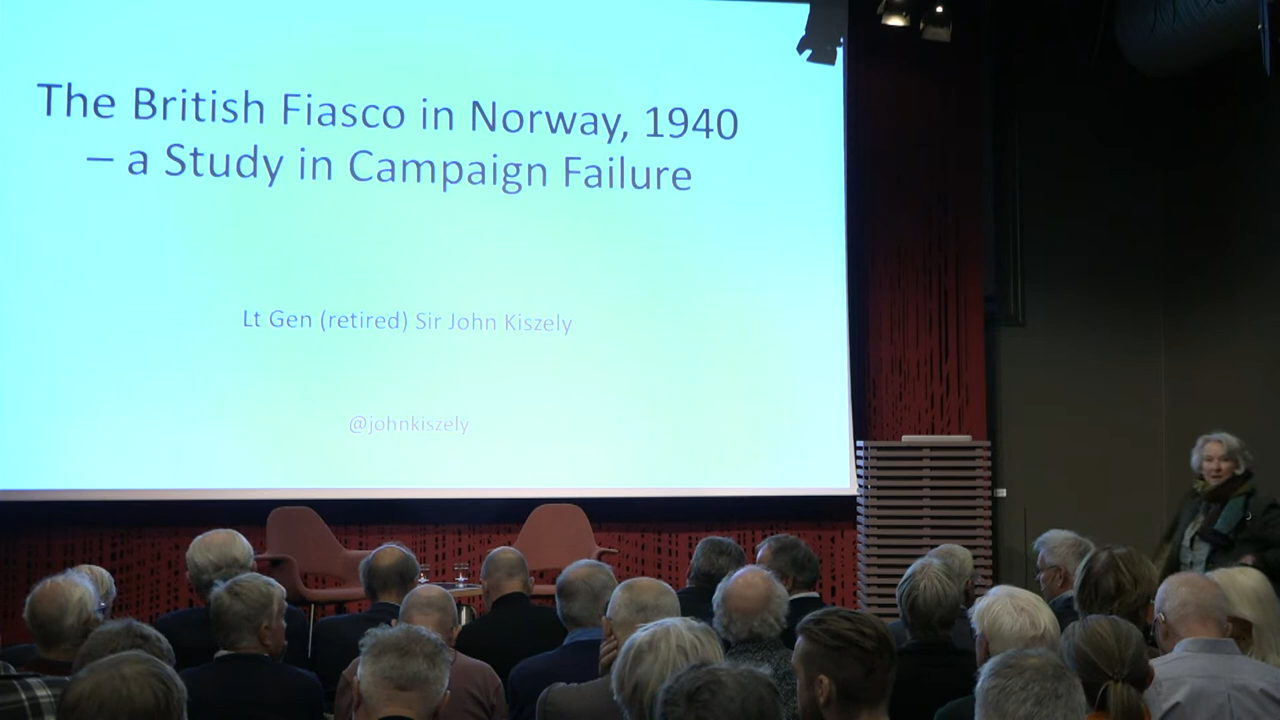 The British Fiasco in Norway, 1940
– a Study in Campaign Failure
Lt Gen (retired) Sir John Kiszely
@johnkiszely